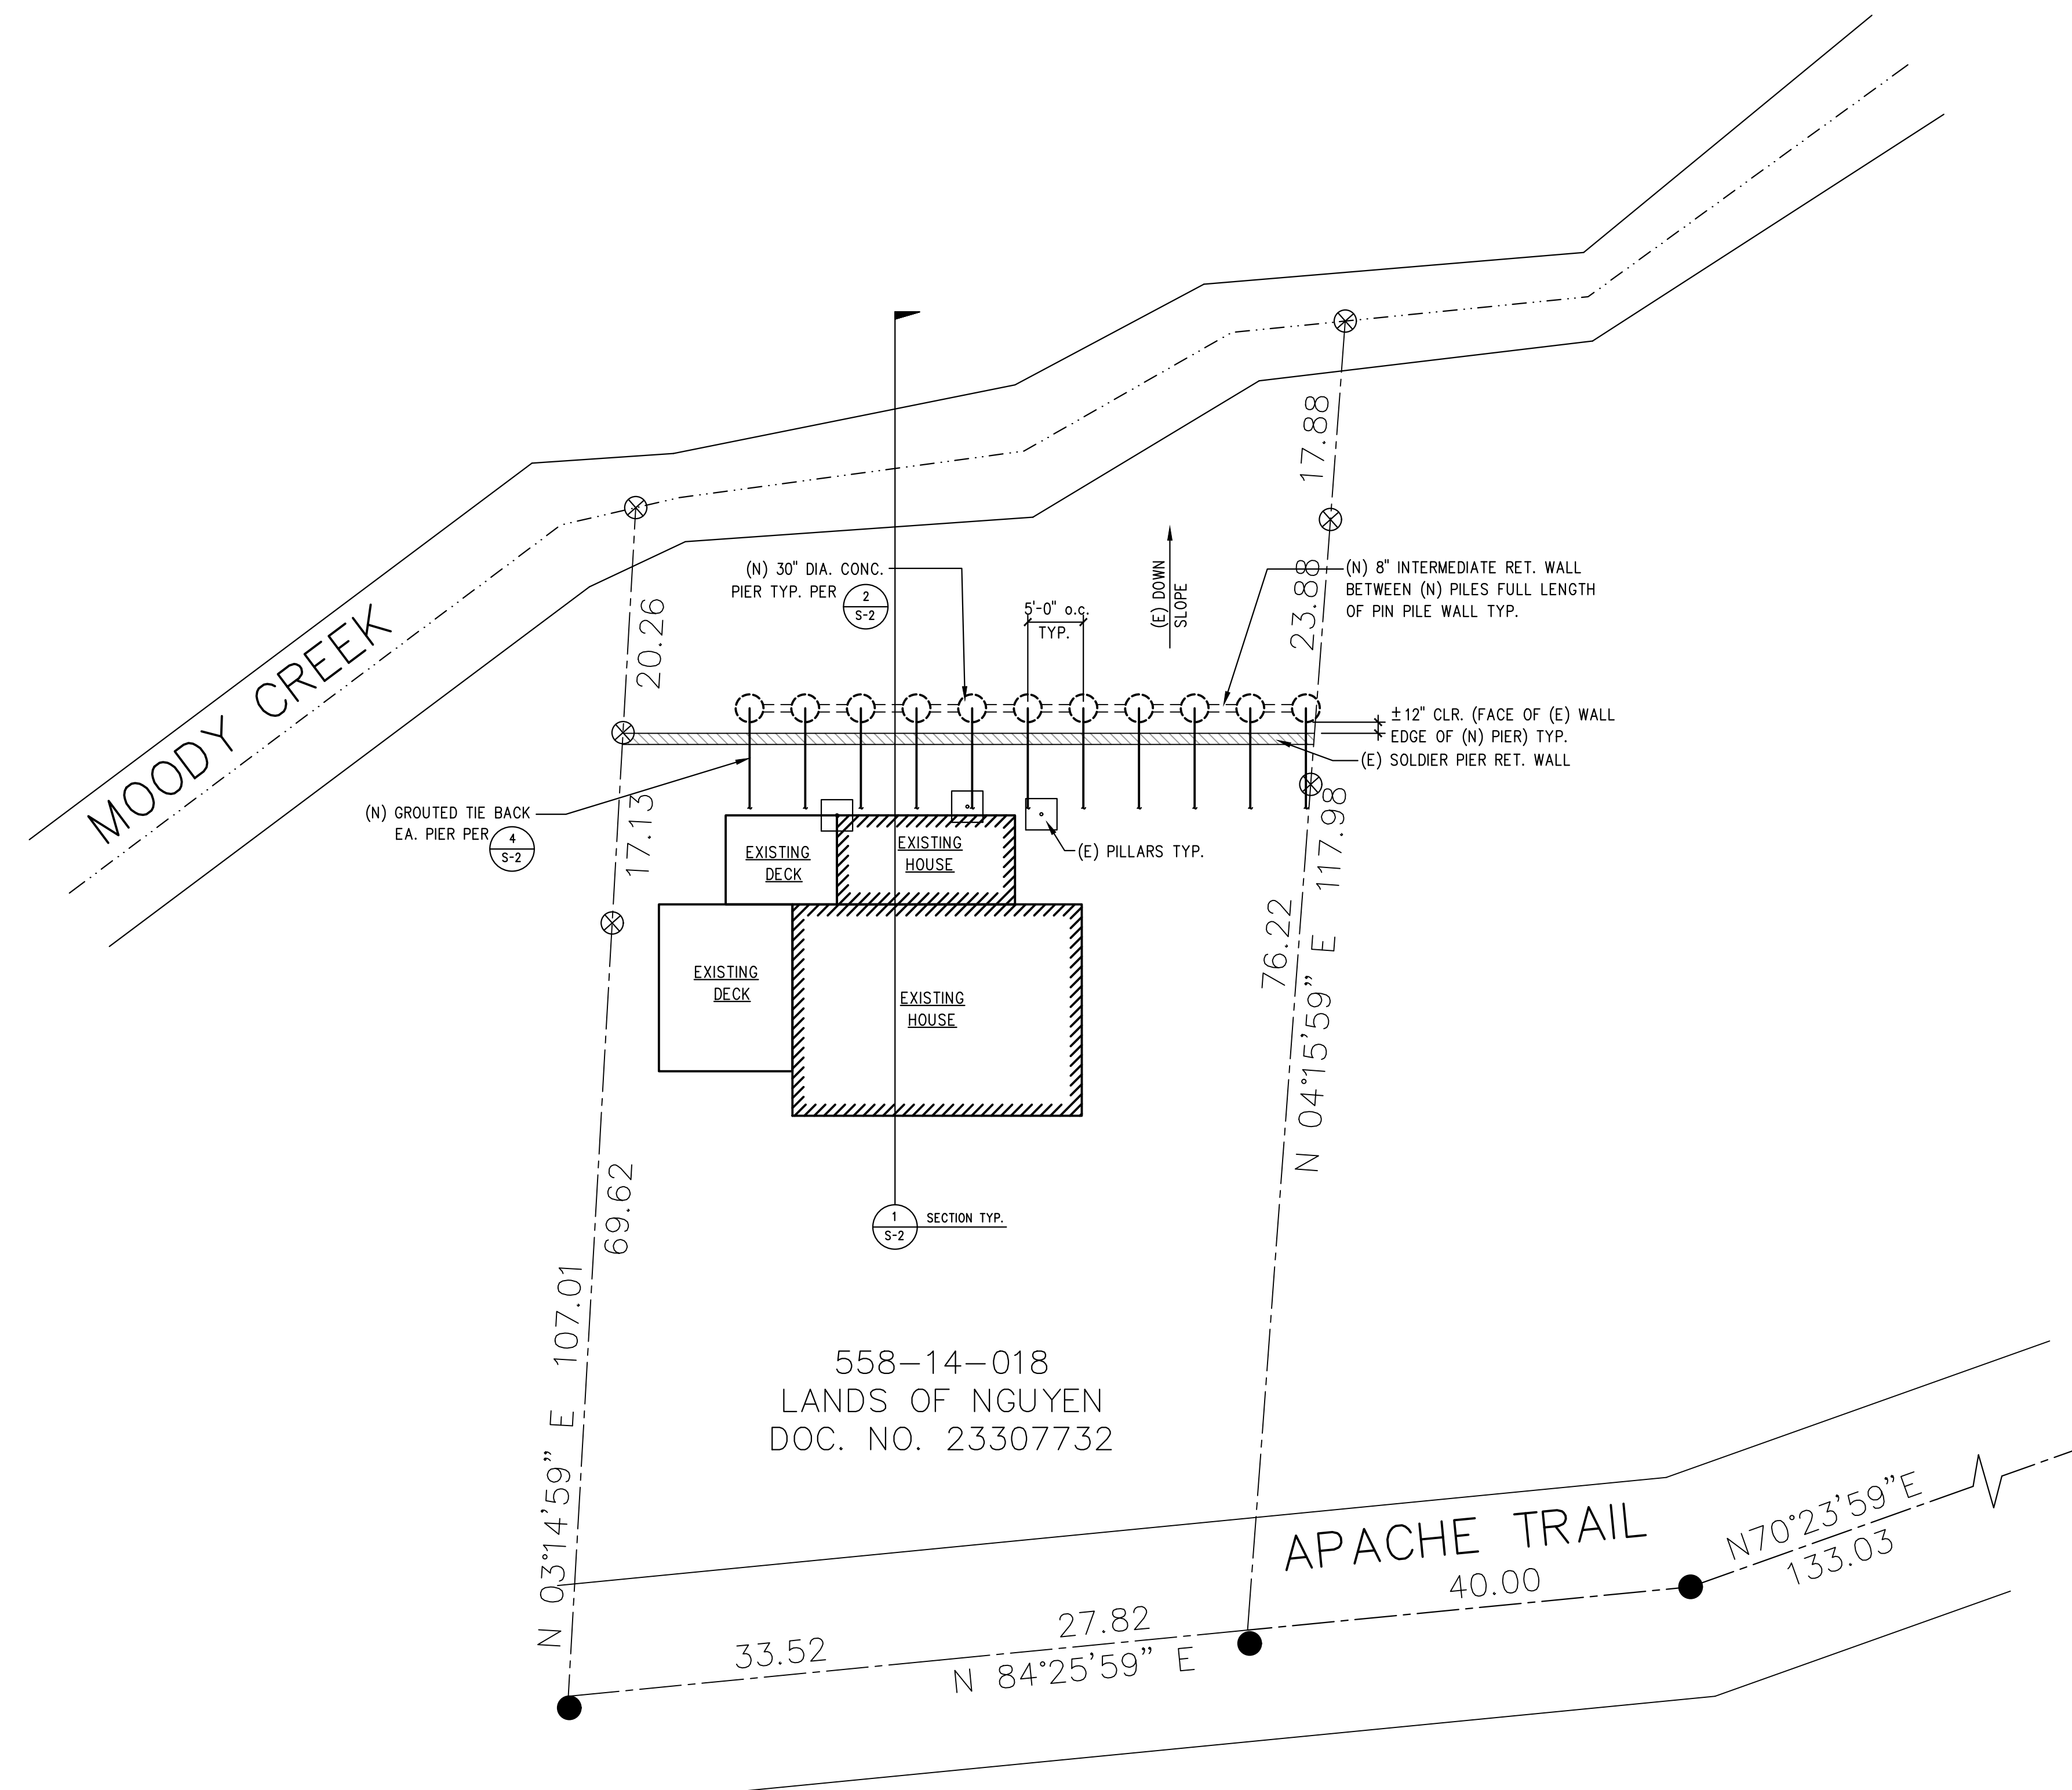 MOODY CREEK
17.88
(N) 30" DIA. CONC.
PIER TYP. PER
2
S-2
5'-0" o.c.
TYP.
(E) DOWN
SLOPE
23.88
(N) 8" INTERMEDIATE RET. WALL
BETWEEN (N) PILES FULL LENGTH
OF PIN PILE WALL TYP.
20.26
±12" CLR. (FACE OF (E) WALL
EDGE OF (N) PIER) TYP.
(E) SOLDIER PIER RET. WALL
(N) GROUTED TIE BACK
EA. PIER PER
4
S-2
17.13
EXISTING
DECK
EXISTING
HOUSE
(E) PILLARS TYP.
EXISTING
DECK
EXISTING
HOUSE
76.22
N 04°15'59" E 117.98
69.62
1
S-2
SECTION TYP.
N 03°14'59" E 107.01
558-14-018
LANDS OF NGUYEN
DOC. NO. 23307732
APACHE TRAIL
N70°23'59"E
133.03
40.00
33.52
27.82
N 84°25'59" E